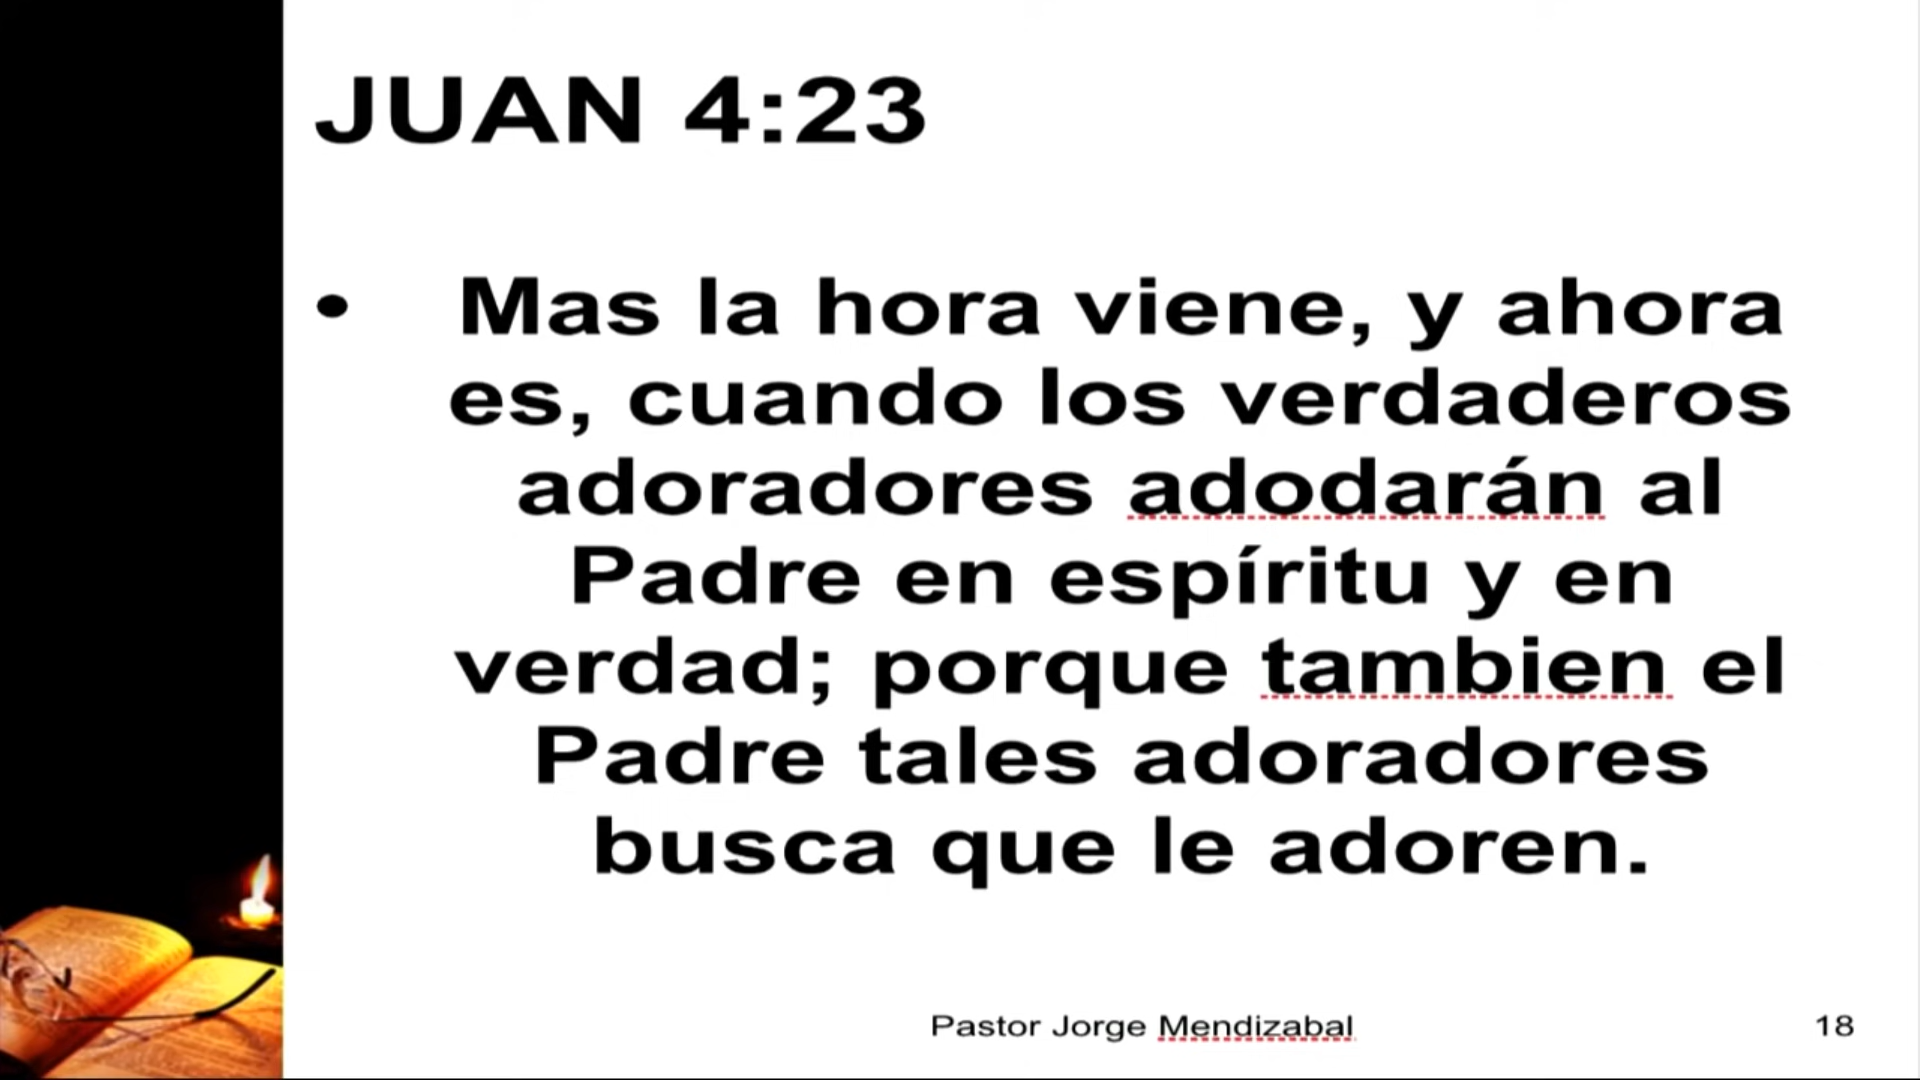 JUAN 4:23
• Mas la hora viene, y ahora
es, cuando los verdaderos
adoradores adodarán al
Padre en espíritu y en
verdad; porque tambien el
Padre tales adoradores
busca que le adoren.
Pastor Jorge Mendizabal
18